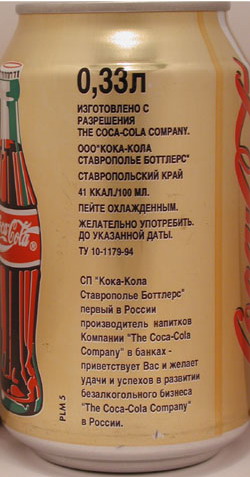 0,33л
ИЗГОТОВЛЕНО С
РАЗРЕШЕНИЯ
THE COCA-COLA COMPANY.
ООО"КОКА-КОЛА
СТАВРОПОЛЬЕ БОТТЛЕРС"
СТАВРОПОЛЬСКИЙ КРАЙ
41 ККАЛ./100 МЛ.
ПЕЙТЕ ОХЛАЖДЕННЫМ.
ЖЕЛАТЕЛЬНО УПОТРЕБИТЬ
ДО УКАЗАННОЙ ДАТЫ.
ТУ 10-1179-94
СП "Кока-Кола
Ставрополье Боттлерс"
первый в России
производитель напитков
Компании "The Coca-Cola
Company" в банках -
приветствует Вас и желает
удачи и успехов в развитии
безалкогольного бизнеса
"The Coca-Cola Company"
в России.
PLM 5
Coca-Cola